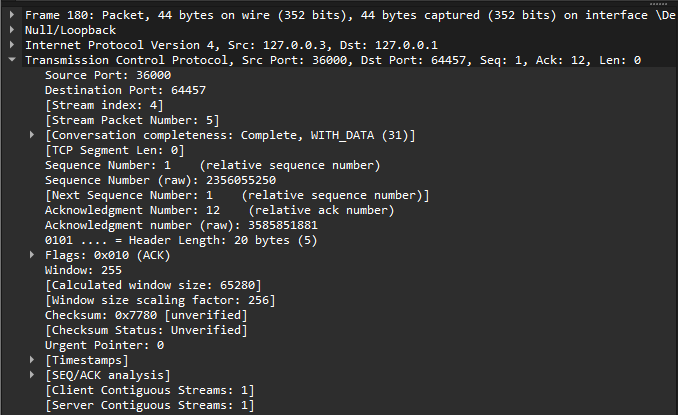 Frame 180: Packet, 44 bytes on wire (352 bits), 44 bytes captured (352 bits) on interface \De
Null/Loopback
Internet Protocol Version 4, Src: 127.0.0.3, Dst: 127.0.0.1
Transmission Control Protocol, Src Port: 36000, Dst Port: 64457, Seq: 1, Ack: 12, Len: 0
Source Port: 36000
Destination Port: 64457
[Stream index: 4]
[Stream Packet Number: 5]
[Conversation completeness: Complete, WITH_DATA (31)]
[TCP Segment Len: 0]
Sequence Number: 1    (relative sequence number)
Sequence Number (raw): 2356055250
[Next Sequence Number: 1    (relative sequence number)]
Acknowledgment Number: 12    (relative ack number)
Acknowledgment number (raw): 3585851881
0101 .... = Header Length: 20 bytes (5)
Flags: 0x010 (ACK)
Window: 255
[Calculated window size: 65280]
[Window size scaling factor: 256]
Checksum: 0x7780 [unverified]
[Checksum Status: Unverified]
Urgent Pointer: 0
[Timestamps]
[SEQ/ACK analysis]
[Client Contiguous Streams: 1]
[Server Contiguous Streams: 1]